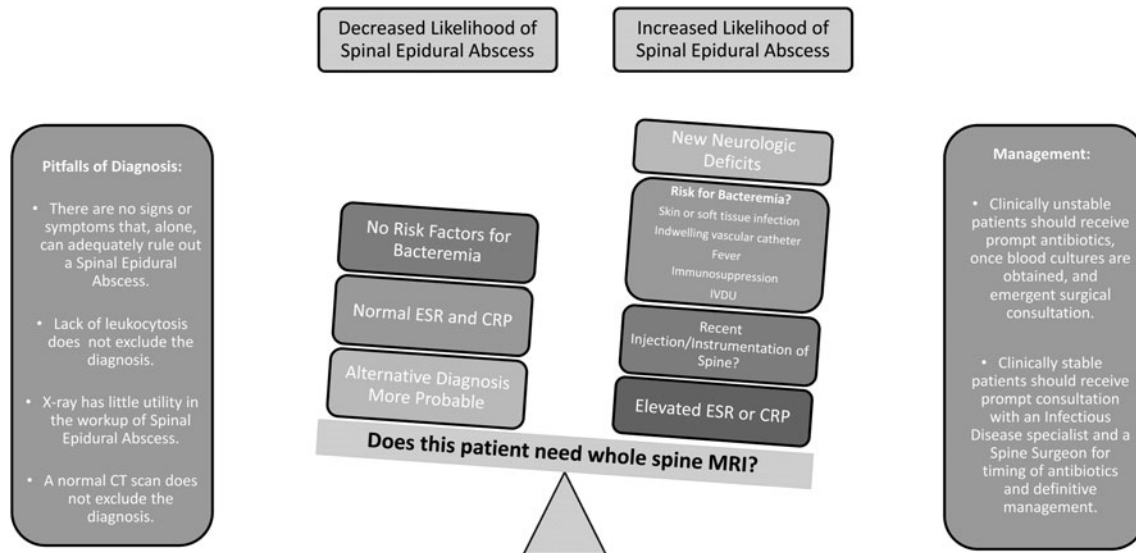 Decreased Likelihood of
Spinal Epidural Abscess
Increased Likelihood of
Spinal Epidural Abscess
Pitfalls of Diagnosis:
• There are no signs or
symptoms that, alone,
can adequately rule out
a Spinal Epidural
Abscess.
• Lack of leukocytosis
does not exclude the
diagnosis.
• X-ray has little utility in
the workup of Spinal
Epidural Abscess.
• A normal CT scan does
not exclude the
diagnosis.
No Risk Factors for
Bacteremia
Normal ESR and CRP
Alternative Diagnosis
More Probable
New Neurologic
Deficits
Risk for Bacteremia?
Skin or soft tissue infection
Indwelling vascular catheter
Fever
Immunosuppression
IVDU
Recent
Injection/Instrumentation of
Spine?
Elevated ESR or CRP
Does this patient need whole spine MRI?
Management:
• Clinically unstable
patients should receive
prompt antibiotics,
once blood cultures are
obtained, and
emergent surgical
consultation.
• Clinically stable
patients should receive
prompt consultation
with an Infectious
Disease specialist and a
Spine Surgeon for
timing of antibiotics
and definitive
management.